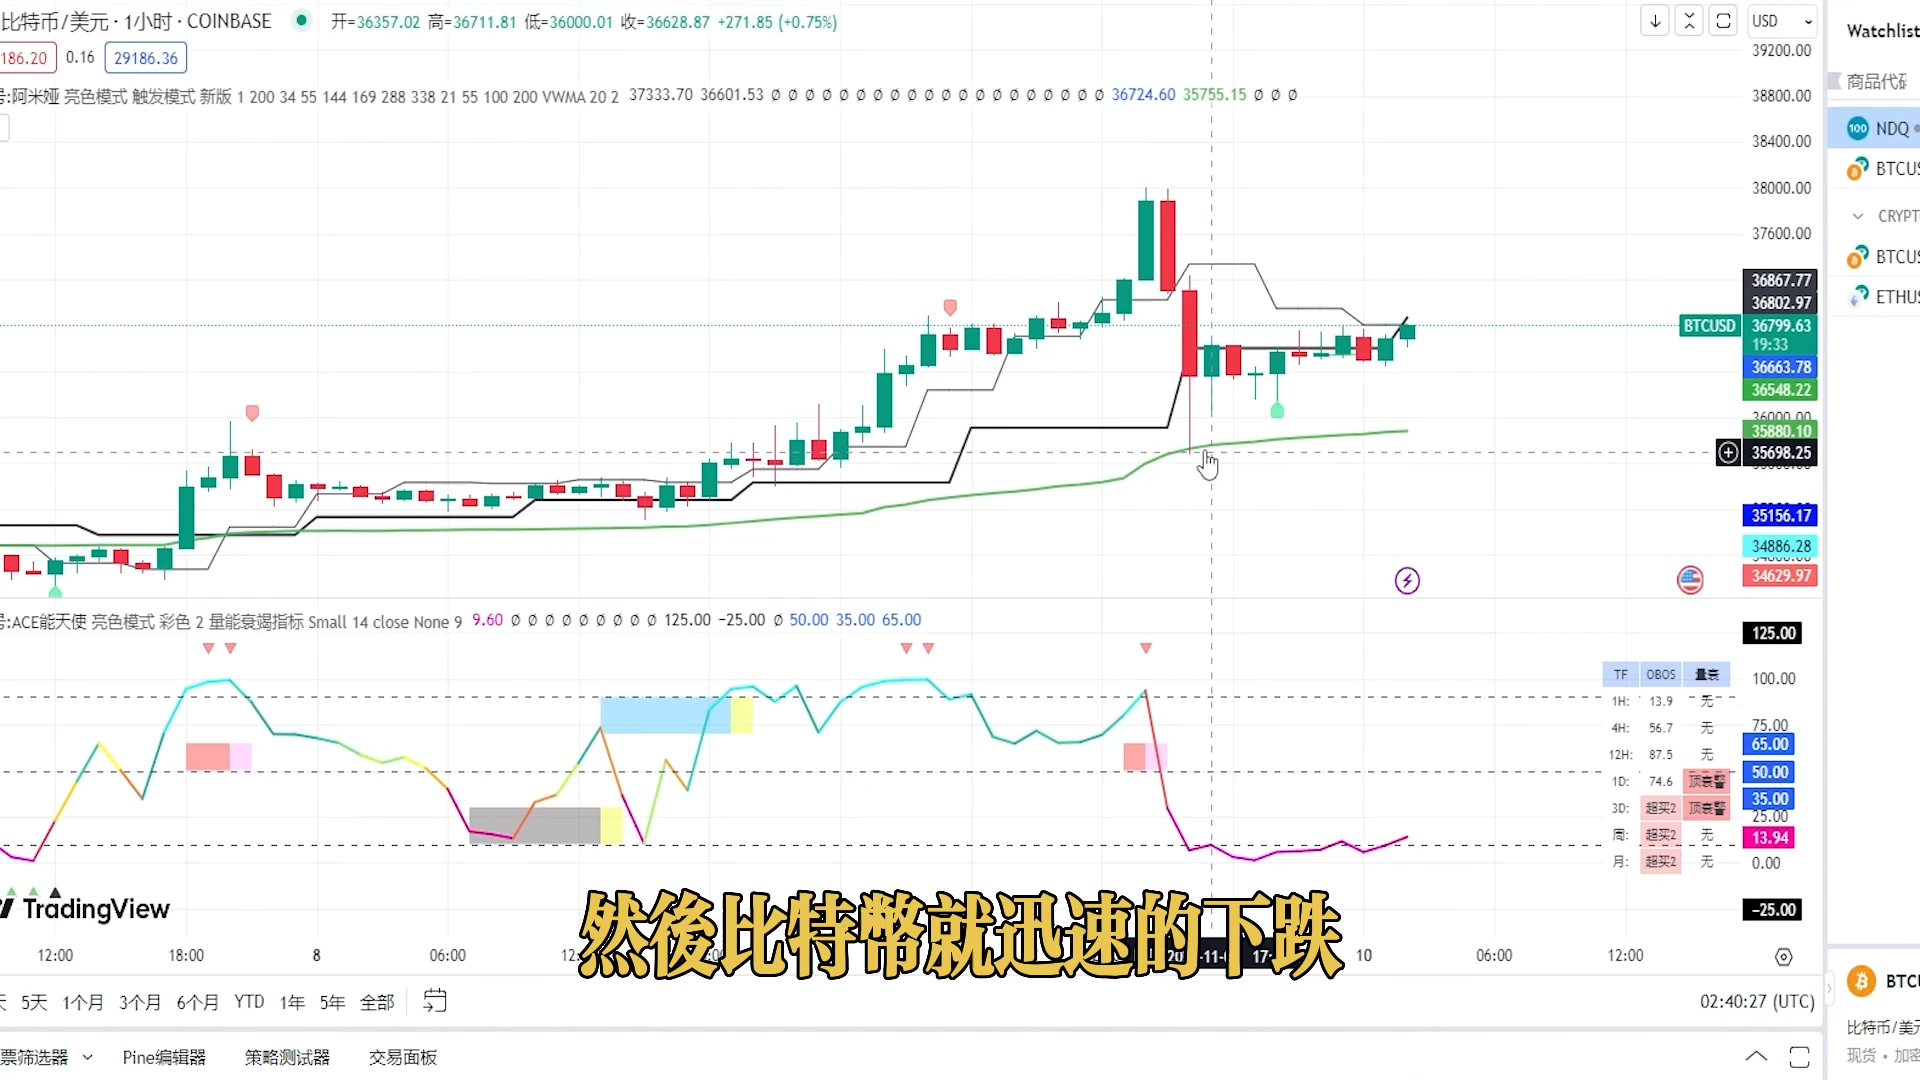 比特币/美元 · 1小时 · COINBASE 开=36357.02 高=36711.81 低=36000.01 收=36628.87 +271.85 (+0.75%)
186.20 0.16 29186.36
号:阿米娅 亮色模式 触发模式 新版 1 200 34 55 144 169 288 338 21 55 100 200 VWMA 20 2 37333.70 36601.53 ∅ ∅ ∅ ∅ ∅ ∅ ∅ ∅ ∅ ∅ ∅ ∅ ∅ ∅ ∅ ∅ ∅ ∅ ∅ ∅ 36724.60 35755.15 ∅ ∅ ∅
USD
39200.00
38800.00
38400.00
38000.00
37600.00
36867.77
36802.97
BTCUSD 36799.63
19:33
36663.78
36548.22
36000.00
35880.10
35698.25
35156.17
34886.28
34629.97
Watchlist
商品代码
100 NDQ
BTCUS
CRYPT
BTCUS
ETHUS
号:ACE能天使 亮色模式 彩色 2 量能衰竭指标 Small 14 close None 9 9.60 ∅ ∅ ∅ ∅ ∅ ∅ ∅ ∅ ∅ 125.00 −25.00 ∅ 50.00 35.00 65.00
125.00
100.00
75.00
65.00
50.00
35.00
25.00
13.94
0.00
−25.00
TF OBOS 量衰
1H: 13.9 无
4H: 56.7 无
12H: 87.5 无
1D: 74.6 顶衰警
3D: 超买2 顶衰警
周: 超买2 无
月: 超买2 无
TradingView
然後比特幣就迅速的下跌
12:00 18:00 8 06:00 10 06:00 12:00
天 5天 1个月 3个月 6个月 YTD 1年 5年 全部
02:40:27 (UTC)
票筛选器 Pine编辑器 策略测试器 交易面板
BTCU
比特币/美元
现货 • 加密